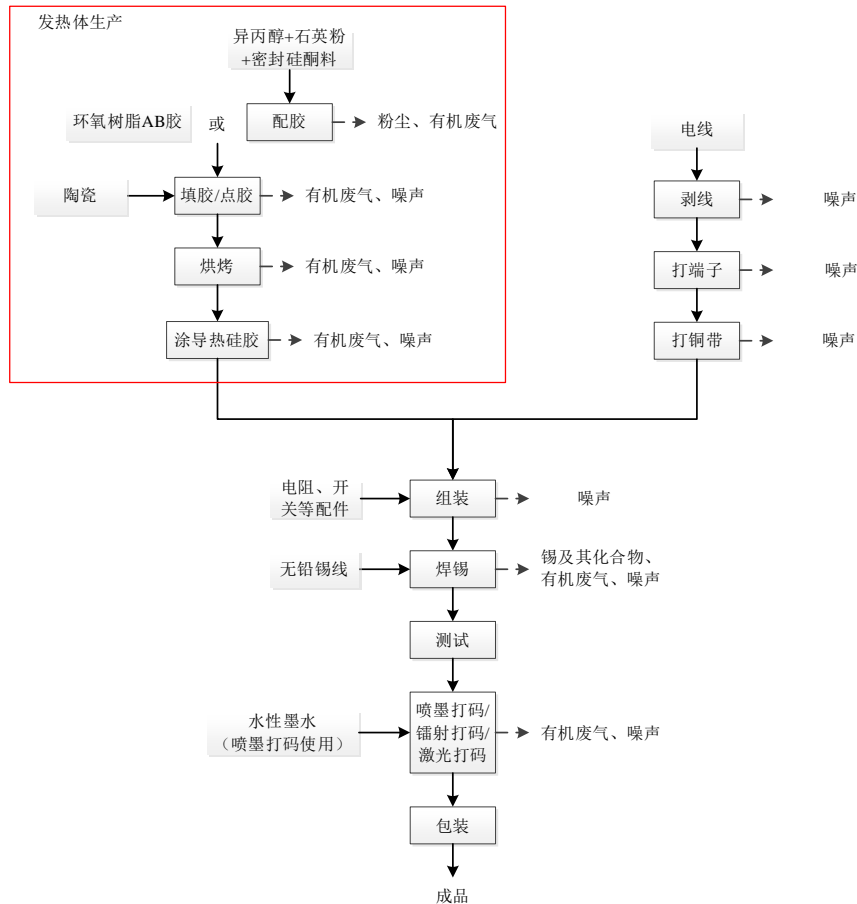 发热体生产
异丙醇+石英粉
+密封硅酮料
环氧树脂AB胶
或
配胶
粉尘、有机废气
电线
陶瓷
填胶/点胶
有机废气、噪声
剥线
噪声
烘烤
有机废气、噪声
打端子
噪声
涂导热硅胶
有机废气、噪声
打铜带
噪声
电阻、开
关等配件
组装
噪声
无铅锡线
焊锡
锡及其化合物、
有机废气、噪声
测试
水性墨水
（喷墨打码使用）
喷墨打码/
镭射打码/
激光打码
有机废气、噪声
包装
成品